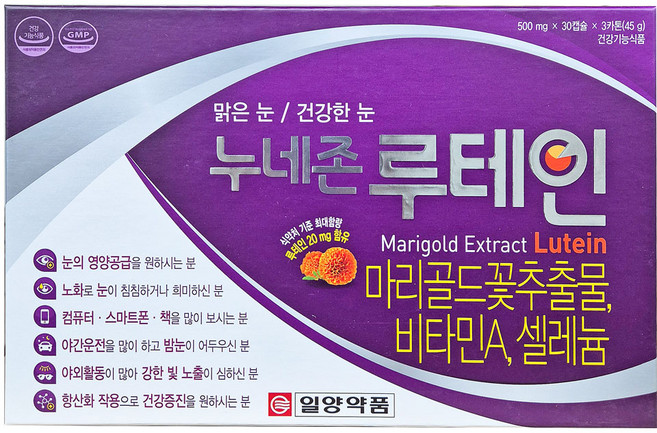 건강
기능식품
GMP
500 mg × 30캡슐 × 3카톤(45 g)
건강기능식품
맑은 눈 / 건강한 눈
누네존 루테인
식약처 기준 최대함량
루테인 20 mg 함유
Marigold Extract Lutein
마리골드꽃추출물,
비타민A, 셀레늄
눈의 영양공급을 원하시는 분
노화로 눈이 침침하거나 희미하신 분
컴퓨터 · 스마트폰 · 책을 많이 보시는 분
야간운전을 많이 하고 밤눈이 어두우신 분
야외활동이 많아 강한 빛 노출이 심하신 분
항산화 작용으로 건강증진을 원하시는 분
일양약품